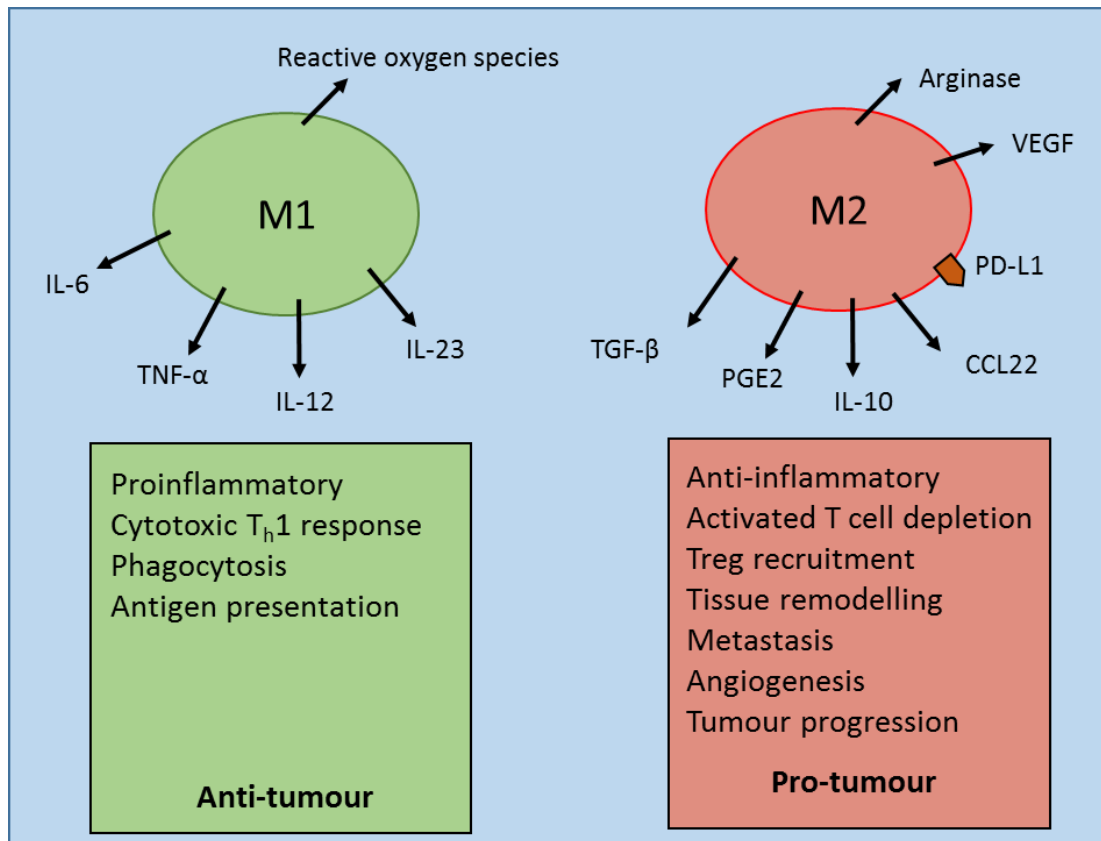 Reactive oxygen species
M1
IL-6
TNF-α
IL-12
IL-23
Arginase
VEGF
M2
PD-L1
TGF-β
PGE2
IL-10
CCL22
Proinflammatory
Cytotoxic Th1 response
Phagocytosis
Antigen presentation
Anti-tumour
Anti-inflammatory
Activated T cell depletion
Treg recruitment
Tissue remodelling
Metastasis
Angiogenesis
Tumour progression
Pro-tumour